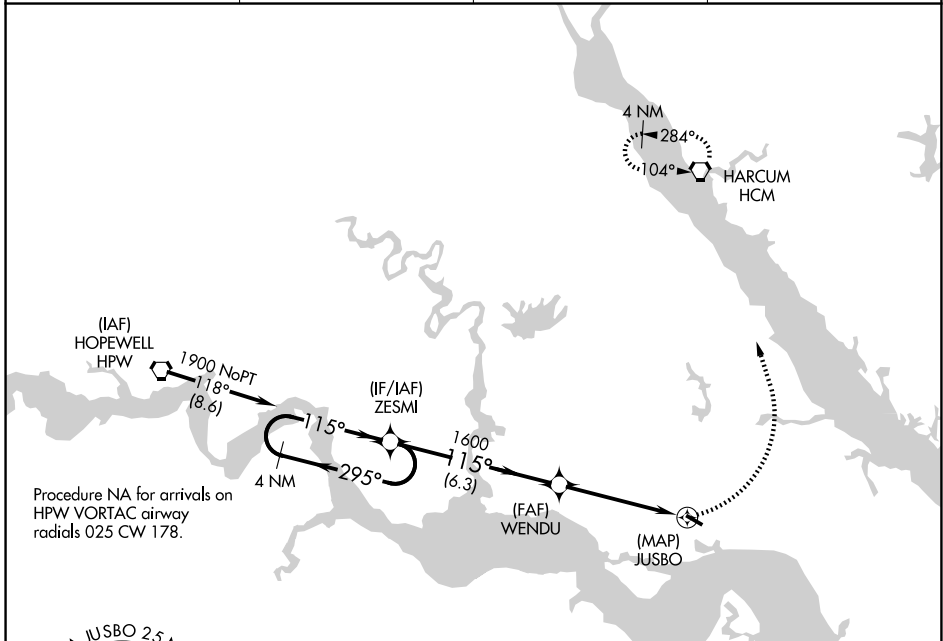 4 NM
284°
104°
HARCUM
HCM
(IAF)
HOPEWELL
HPW
1900 NoPT
118°
(8.6)
(IF/IAF)
ZESMI
115°
1600
115°
(6.3)
295°
4 NM
(FAF)
WENDU
(MAP)
JUSBO
Procedure NA for arrivals on
HPW VORTAC airway
radials 025 CW 178.
JUSBO 25